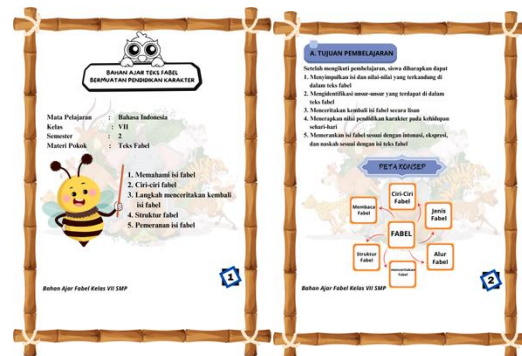 BAHAN AJAR TEKS FABEL
BERMUATAN PENDIDIKAN KARAKTER
Mata Pelajaran : Bahasa Indonesia
Kelas : VII
Semester : 2
Materi Pokok : Teks Fabel
1. Memahami isi fabel
2. Ciri-ciri fabel
3. Langkah menceritakan kembali
isi fabel
4. Struktur fabel
5. Pemeranan isi fabel
1
Bahan Ajar Fabel Kelas VII SMP
A. TUJUAN PEMBELAJARAN
Setelah mengikuti pembelajaran, siswa diharapkan dapat
1. Menyimpulkan isi dan nilai-nilai yang terkandung di
dalam teks fabel
2. Mengidentifikasi unsur-unsur yang terdapat di dalam
teks fabel
3. Menceritakan kembali isi fabel secara lisan
4. Menerapkan nilai pendidikan karakter pada kehidupan
sehari-hari
5. Memerankan isi fabel sesuai dengan intonasi, ekspresi,
dan naskah sesuai dengan isi teks fabel
PETA KONSEP
Ciri-Ciri
Fabel
Membaca
Fabel
Jenis
Fabel
FABEL
Struktur
Fabel
Alur
Fabel
Menceritakan
Fabel
Bahan Ajar Fabel Kelas VII SMP
2